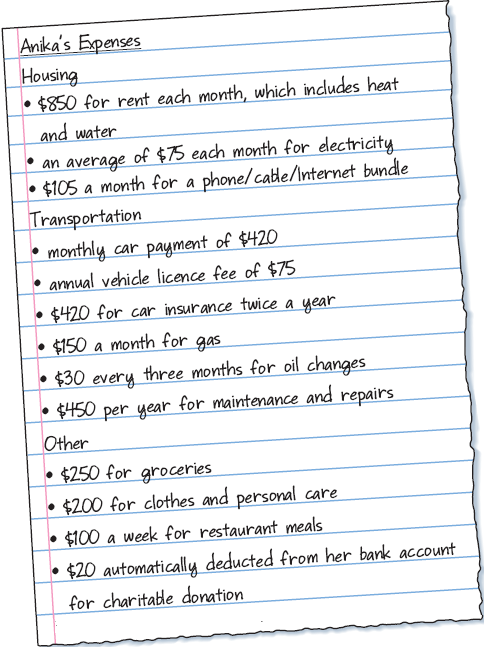 Anika's Expenses
Housing
• $850 for rent each month, which includes heat
and water
• an average of $75 each month for electricity
• $105 a month for a phone/cable/Internet bundle
Transportation
• monthly car payment of $420
• annual vehicle licence fee of $75
• $420 for car insurance twice a year
• $150 a month for gas
• $30 every three months for oil changes
• $450 per year for maintenance and repairs
Other
• $250 for groceries
• $200 for clothes and personal care
• $100 a week for restaurant meals
• $20 automatically deducted from her bank account
for charitable donation